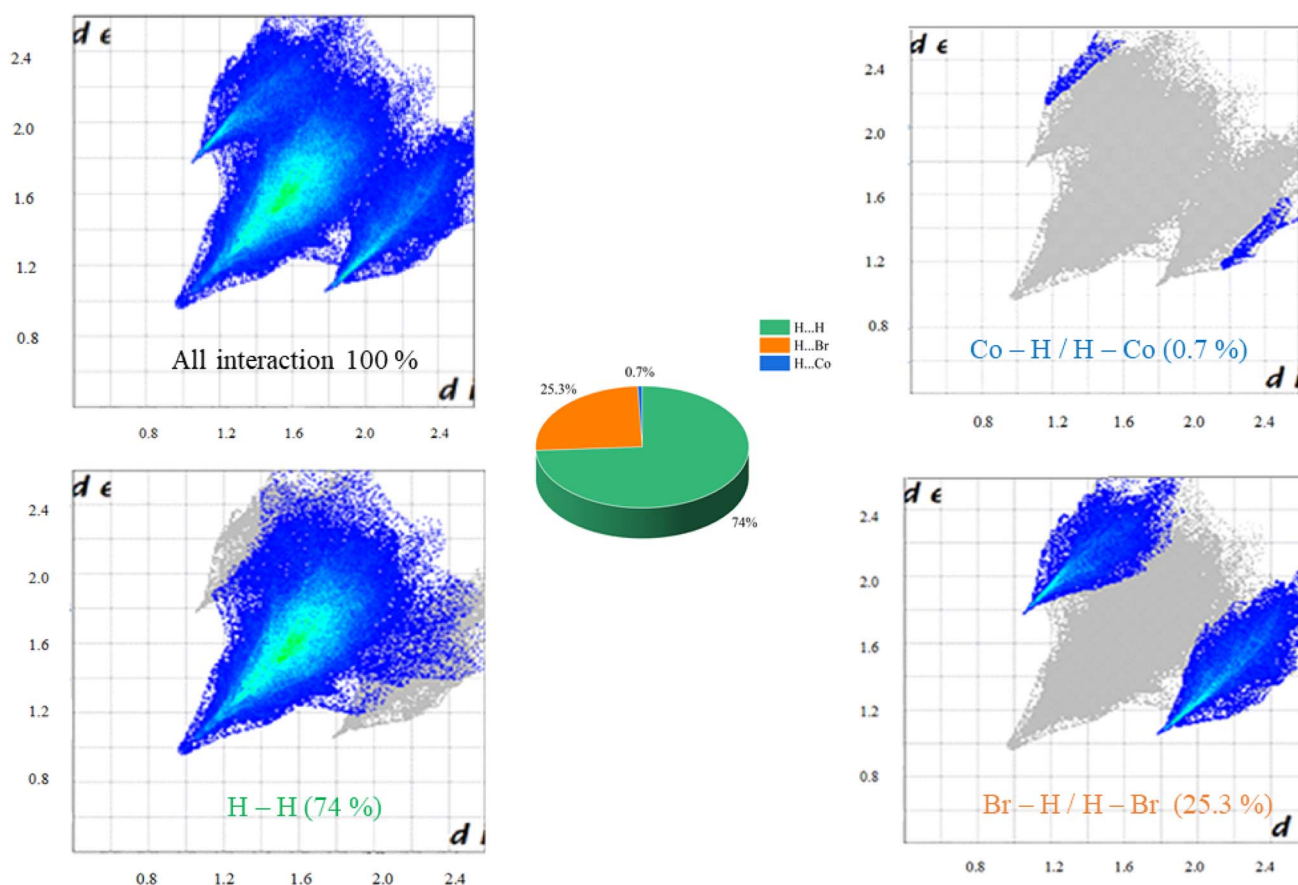 d e
2.4
2.0
1.6
1.2
0.8
All interaction 100 %
d i
0.8 1.2 1.6 2.0 2.4
d e
2.4
2.0
1.6
1.2
0.8
Co – H / H – Co (0.7 %)
d i
0.8 1.2 1.6 2.0 2.4
H...H
H...Br
H...Co
0.7%
25.3%
74%
d e
2.4
2.0
1.6
1.2
0.8
H – H (74 %)
d i
0.8 1.2 1.6 2.0 2.4
d e
2.4
2.0
1.6
1.2
0.8
Br – H / H – Br (25.3 %)
d
0.8 1.2 1.6 2.0 2.4